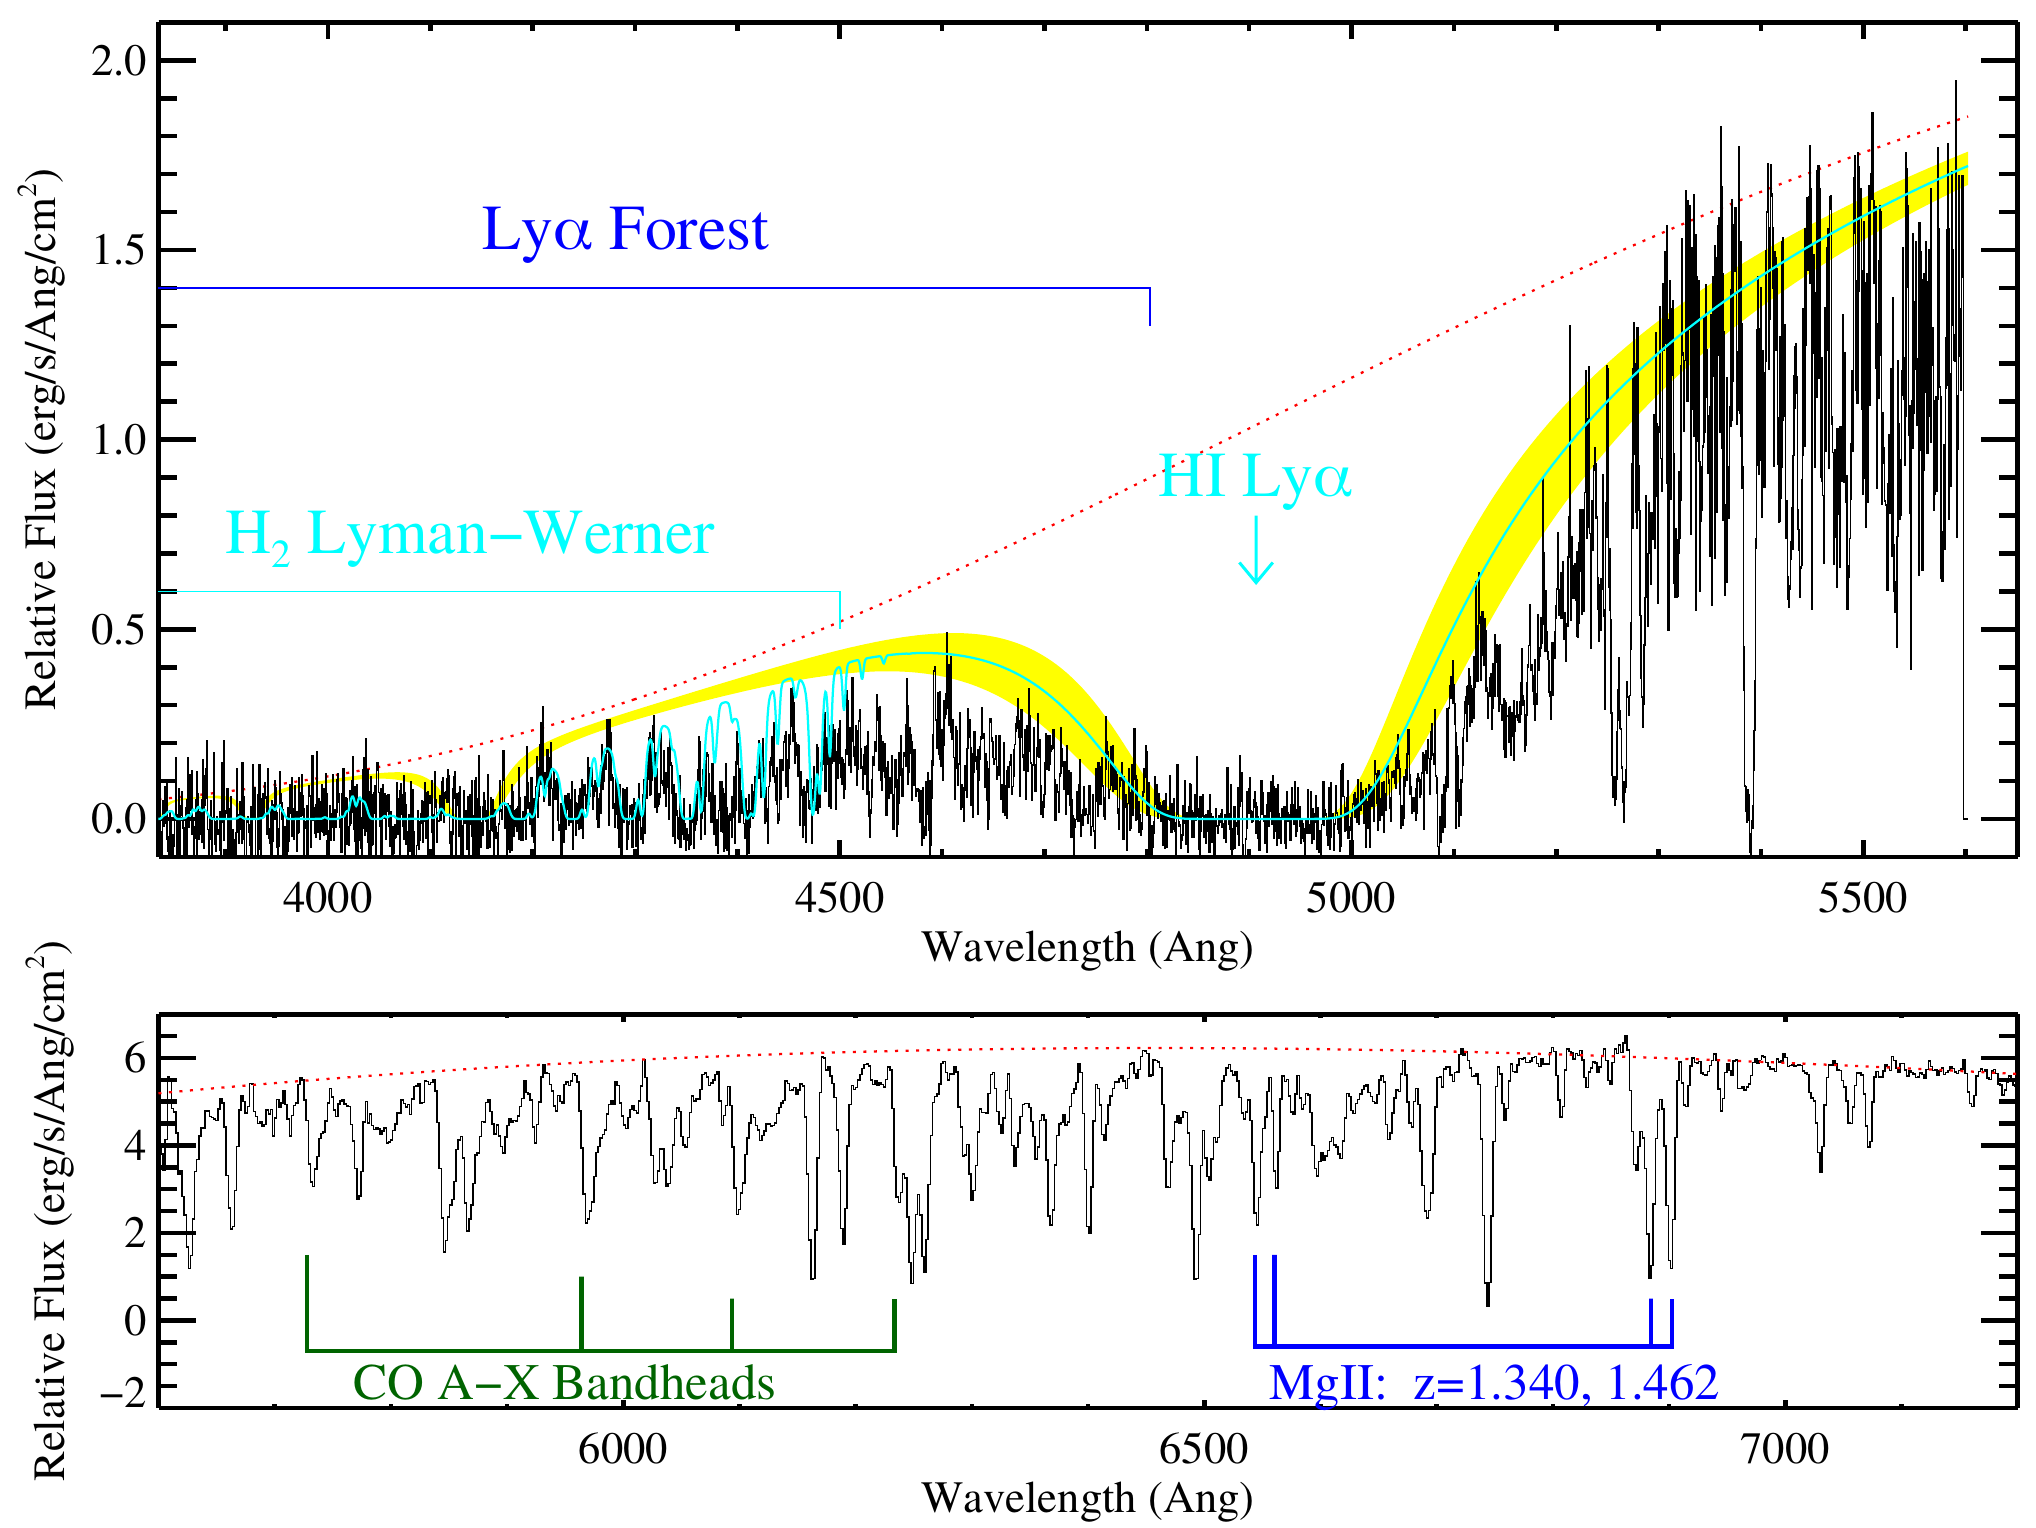 Relative Flux (erg/s/Ang/cm²)
2.0
1.5
1.0
0.5
0.0
Lyα Forest
H₂ Lyman−Werner
HI Lyα
4000 4500 5000 5500
Wavelength (Ang)
Relative Flux (erg/s/Ang/cm²)
6
4
2
0
−2
CO A−X Bandheads
MgII: z=1.340, 1.462
6000 6500 7000
Wavelength (Ang)